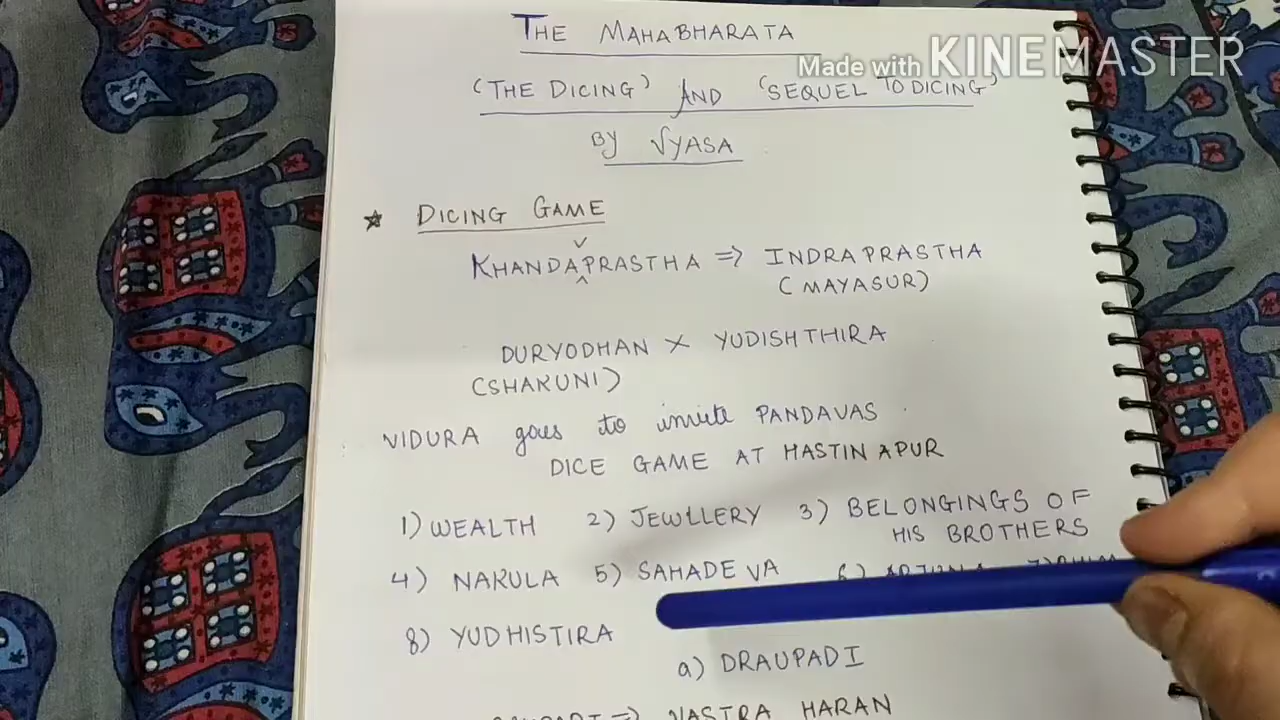 THE MAHABHARATA
Made with KINEMASTER
(THE DICING) AND (SEQUEL TO DICING)
BY VYASA
★ DICING GAME
KHANDAPRASTHA ⇒ INDRAPRASTHA
(MAYASUR)
DURYODHAN × YUDISHTHIRA
(SHAKUNI)
VIDURA goes to invite PANDAVAS
DICE GAME AT HASTINAPUR
1) WEALTH 2) JEWLLERY 3) BELONGINGS OF
HIS BROTHERS
4) NAKULA 5) SAHADEVA 6) ARJUNA
8) YUDHISTIRA
a) DRAUPADI
⇒ VASTRA HARAN